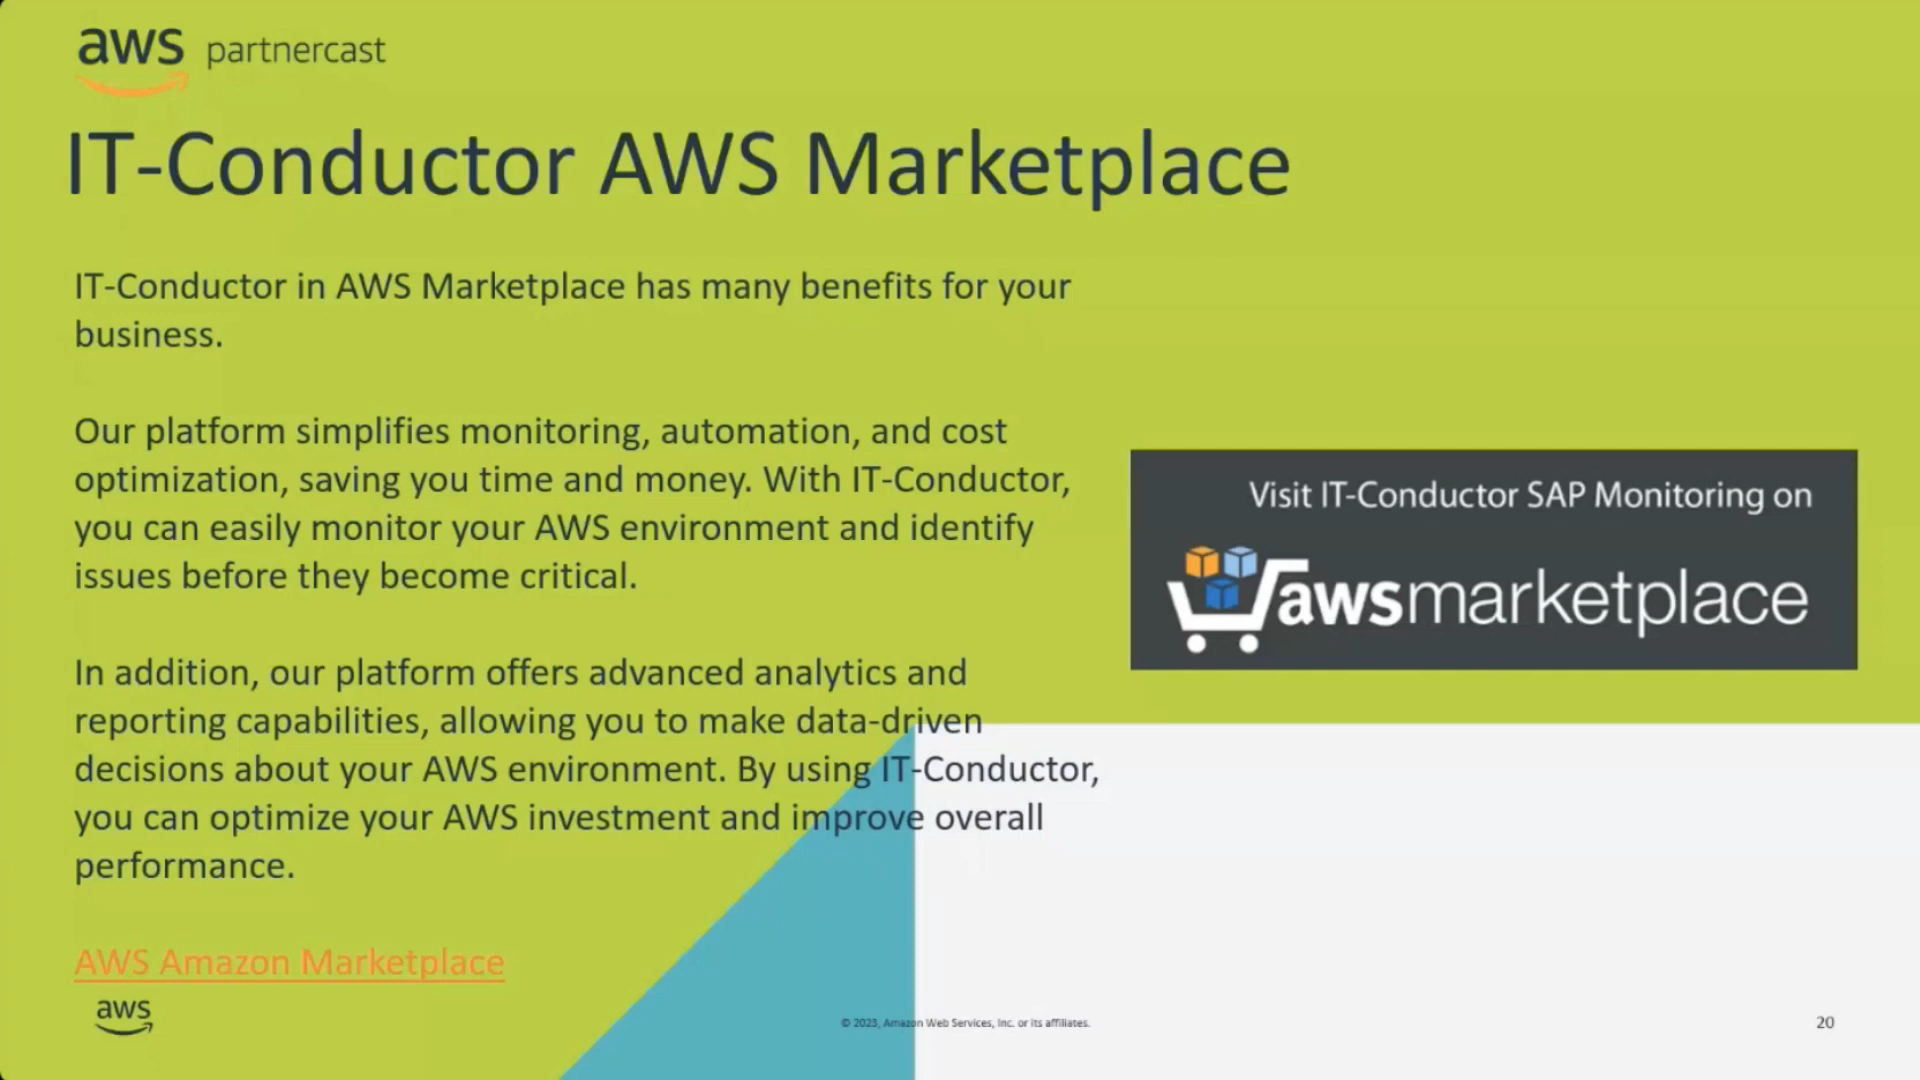 aws partnercast
IT-Conductor AWS Marketplace
IT-Conductor in AWS Marketplace has many benefits for your
business.
Our platform simplifies monitoring, automation, and cost
optimization, saving you time and money. With IT-Conductor,
you can easily monitor your AWS environment and identify
issues before they become critical.
In addition, our platform offers advanced analytics and
reporting capabilities, allowing you to make data-driven
decisions about your AWS environment. By using IT-Conductor,
you can optimize your AWS investment and improve overall
performance.
AWS Amazon Marketplace
Visit IT-Conductor SAP Monitoring on
awsmarketplace
aws
© 2023, Amazon Web Services, Inc. or its affiliates.
20